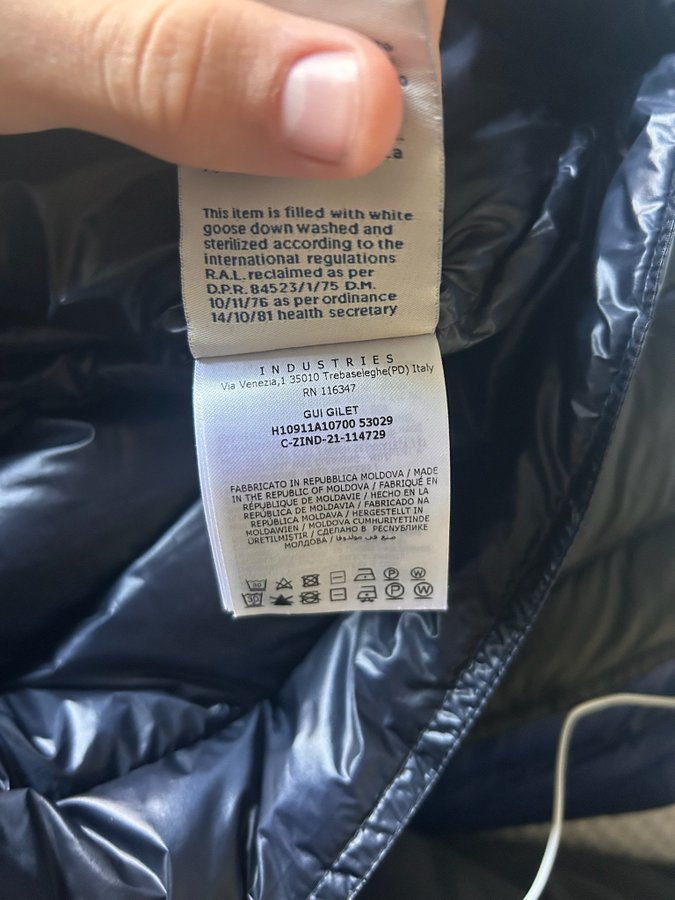 This item is filled with white
goose down washed and
sterilized according to the
international regulations
R.A.L. reclaimed as per
D.P.R. 84523/1/75 D.M.
10/11/76 as per ordinance
14/10/81 health secretary
INDUSTRIES
Via Venezia,1 35010 Trebaseleghe(PD) Italy
RN 116347
GUI GILET
H10911A10700 53029
C-ZIND-21-114729
FABBRICATO IN REPUBBLICA MOLDOVA / MADE
IN THE REPUBLIC OF MOLDOVA / FABRIQUÉ EN
RÉPUBLIQUE DE MOLDAVIE / HECHO EN LA
REPÚBLICA DE MOLDAVIA / FABRICADO NA
REPÚBLICA MOLDAVA / HERGESTELLT IN
MOLDAWIEN / MOLDOVA CUMHURIYETINDE
ÜRETILMIŞTIR / СДЕЛАНО В РЕСПУБЛИКЕ
МОЛДОВА / صنع في مولدوفا
30 P W
30 P W